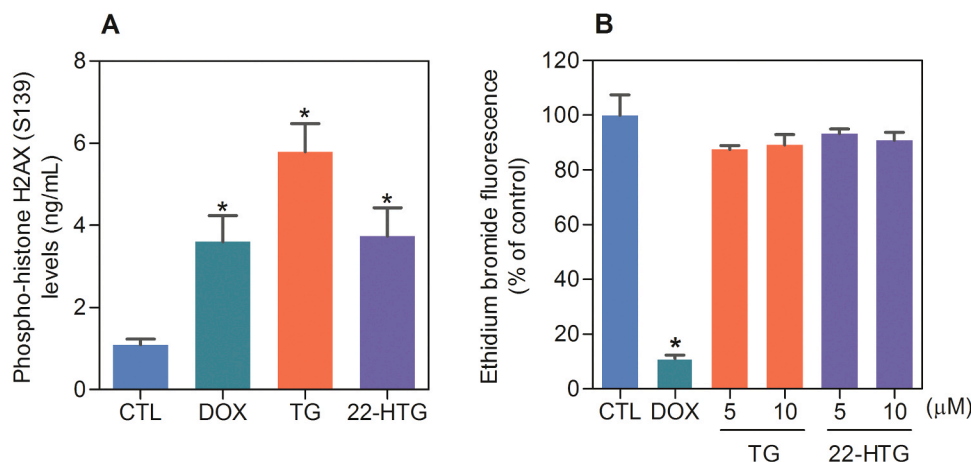 A
Phospho-histone H2AX (S139)
levels (ng/mL)
8
6
4
2
0
*
*
*
CTL DOX TG 22-HTG
B
Ethidium bromide fluorescence
(% of control)
120
100
80
60
40
20
0
*
CTL DOX 5 10 5 10 (μM)
TG 22-HTG